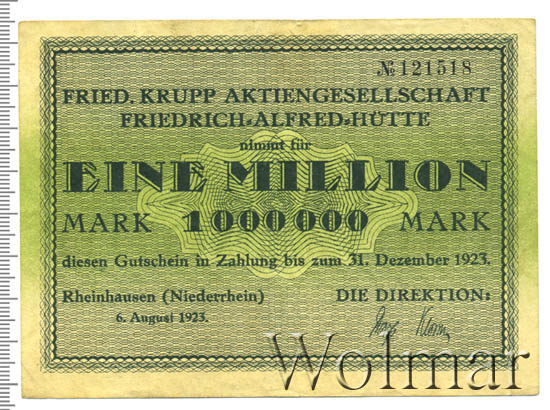 № 121518
FRIED. KRUPP AKTIENGESELLSCHAFT
FRIEDRICH-ALFRED-HÜTTE
nimmt für
EINE MILLION
MARK 1000000 MARK
diesen Gutschein in Zahlung bis zum 31. Dezember 1923.
Rheinhausen (Niederrhein) DIE DIREKTION:
6. August 1923.
Wolmar